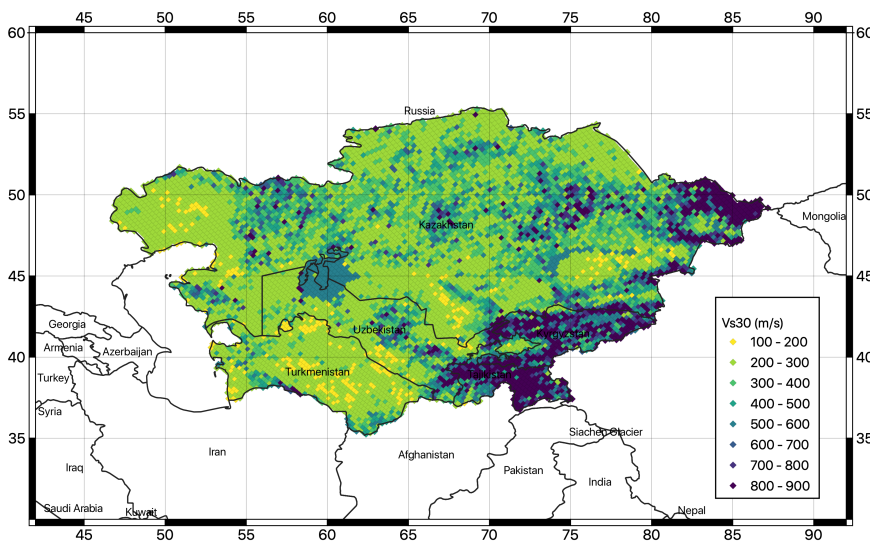 45 50 55 60 65 70 75 80 85 90
60 60
Russia
55 55
50 50
Mongolia
Kazakhstan
45 45
Georgia
Uzbekistan
Kyrgyzstan
Armenia
Azerbaijan
40 40
Turkey
Turkmenistan
Tajikistan
Syria
35 35
Siachen Glacier
Iran
Afghanistan
Iraq
Pakistan
India
Saudi Arabia
Kuwait
Nepal
Vs30 (m/s)
100 - 200
200 - 300
300 - 400
400 - 500
500 - 600
600 - 700
700 - 800
800 - 900
45 50 55 60 65 70 75 80 85 90